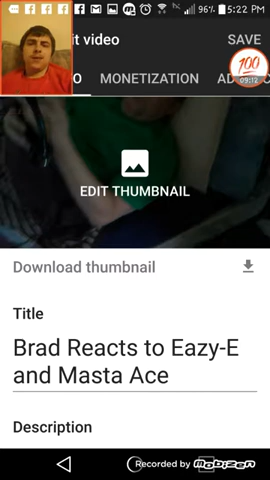 96% 5:22 PM
it video
SAVE
100
09:12
O
MONETIZATION
AD
EDIT THUMBNAIL
Download thumbnail
Title
Brad Reacts to Eazy-E
and Masta Ace
Description
Recorded by mobizen